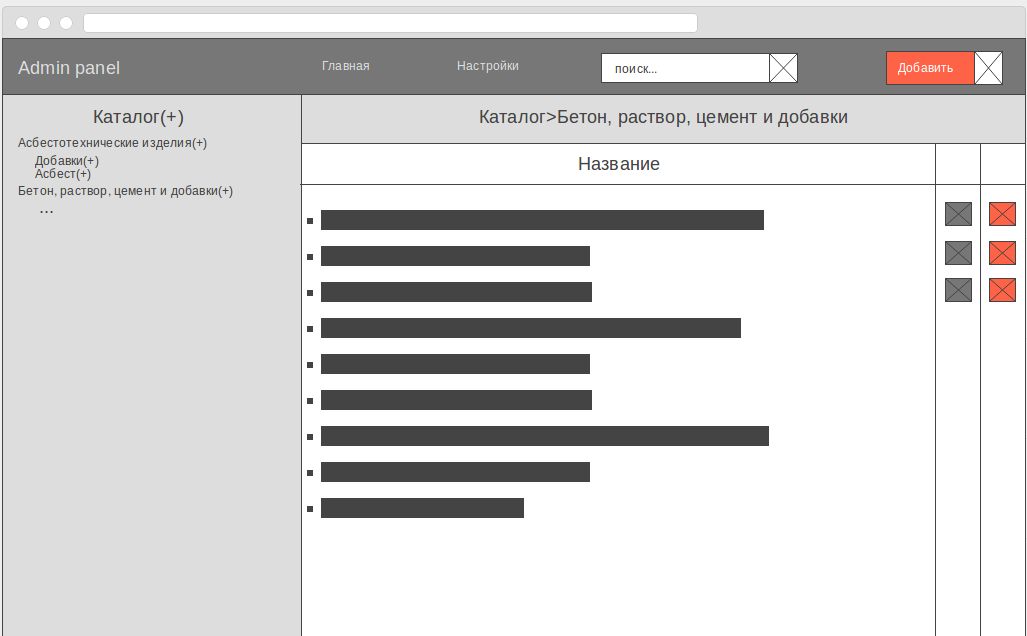 Admin panel
Главная
Настройки
поиск...
Добавить
Каталог(+)
Асбестотехнические изделия(+)
Добавки(+)
Асбест(+)
Бетон, раствор, цемент и добавки(+)
...
Каталог>Бетон, раствор, цемент и добавки
Название